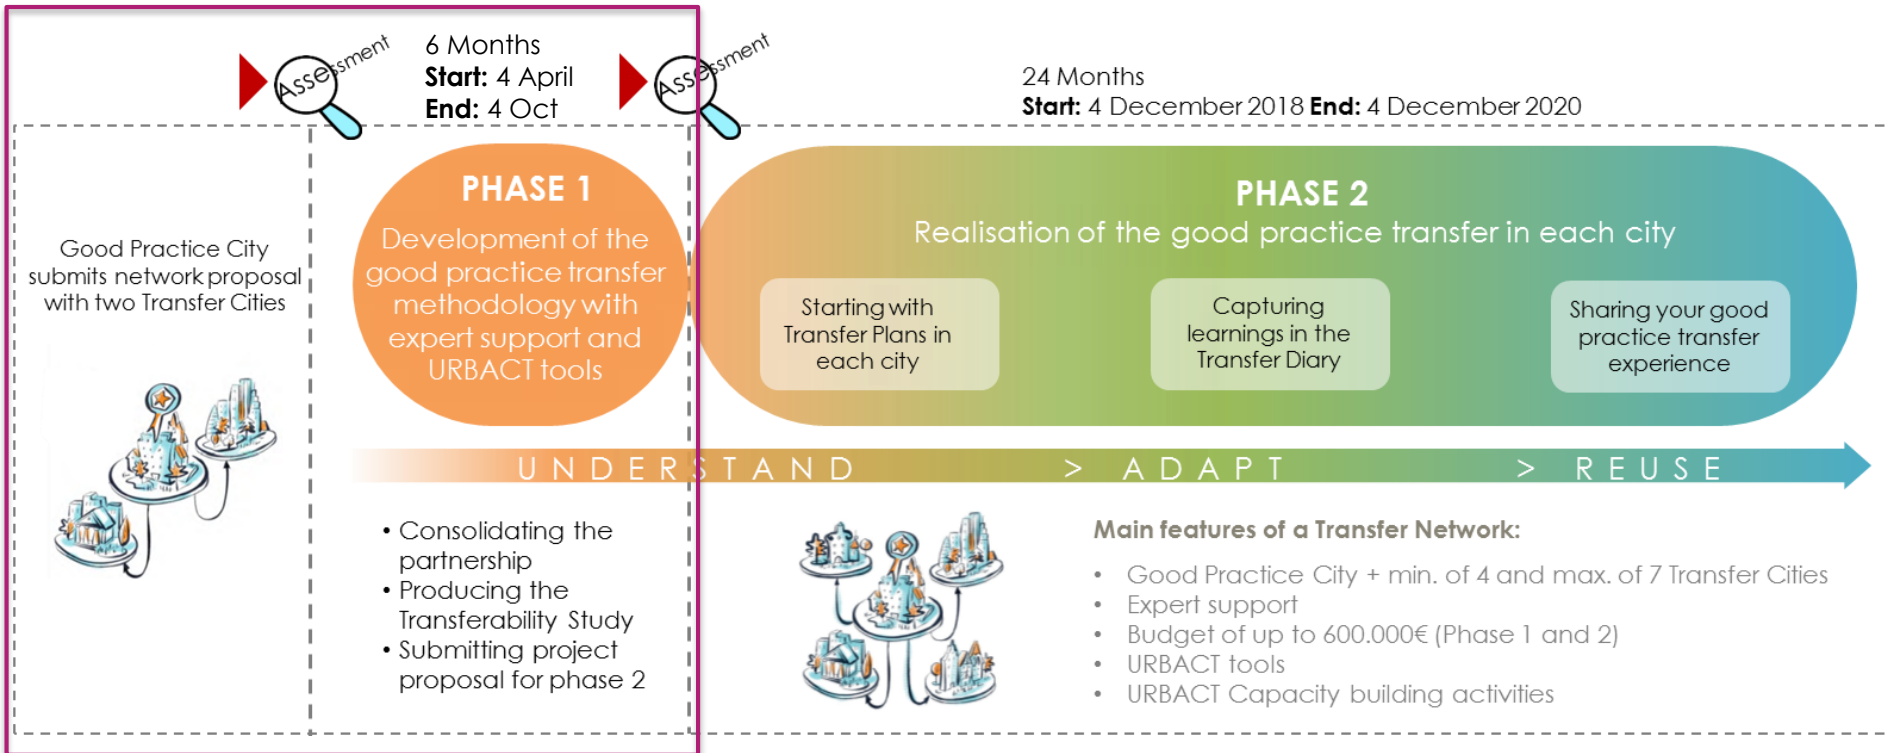 Assessment
6 Months
Start: 4 April
End: 4 Oct
Assessment
24 Months
Start: 4 December 2018 End: 4 December 2020
Good Practice City
submits network proposal
with two Transfer Cities
PHASE 1
Development of the
good practice transfer
methodology with
expert support and
URBACT tools
PHASE 2
Realisation of the good practice transfer in each city
Starting with
Transfer Plans in
each city
Capturing
learnings in the
Transfer Diary
Sharing your good
practice transfer
experience
UNDERSTAND > ADAPT > REUSE
• Consolidating the
partnership
• Producing the
Transferability Study
• Submitting project
proposal for phase 2
Main features of a Transfer Network:
• Good Practice City + min. of 4 and max. of 7 Transfer Cities
• Expert support
• Budget of up to 600.000€ (Phase 1 and 2)
• URBACT tools
• URBACT Capacity building activities